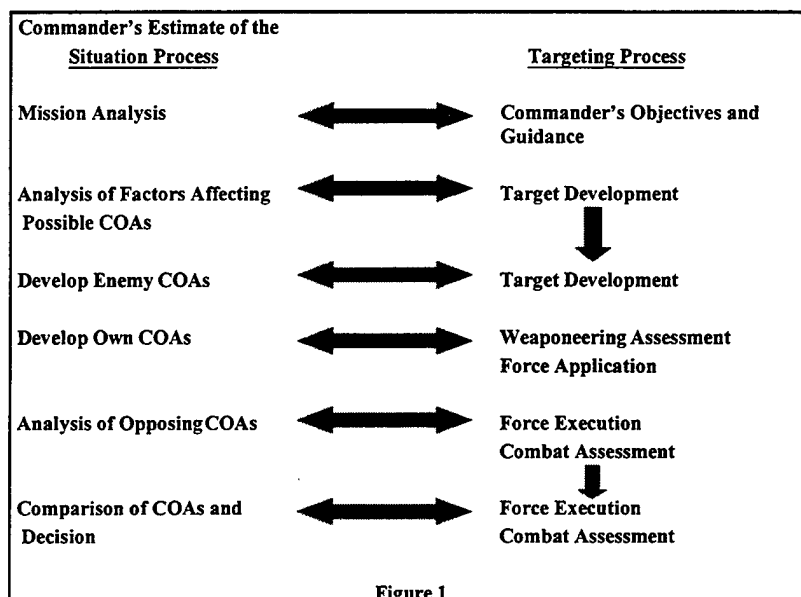 Commander's Estimate of the
Situation Process
Targeting Process
Mission Analysis
Commander's Objectives and
Guidance
Analysis of Factors Affecting
Possible COAs
Target Development
Develop Enemy COAs
Target Development
Develop Own COAs
Weaponeering Assessment
Force Application
Analysis of Opposing COAs
Force Execution
Combat Assessment
Comparison of COAs and
Decision
Force Execution
Combat Assessment
Figure 1